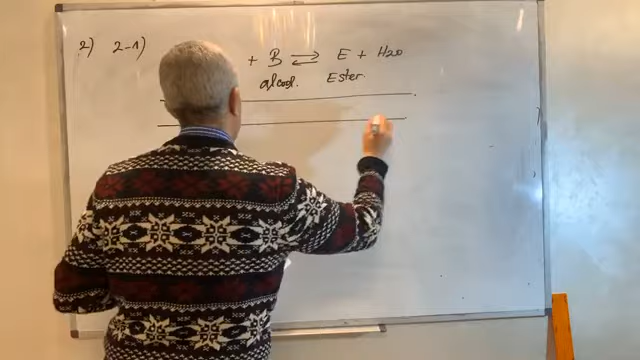 2) 2-1)
+ B ⇌ E + H2O
alcool. Ester.